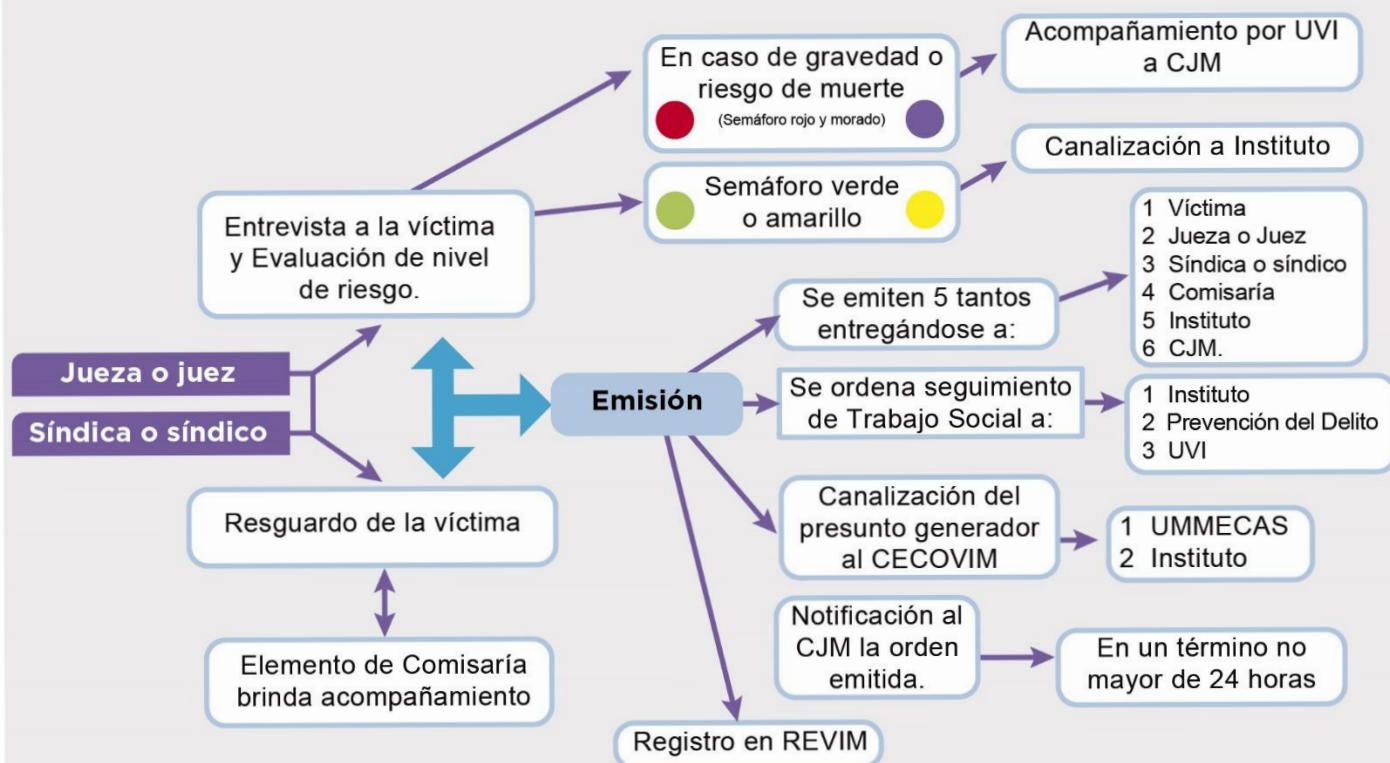 En caso de gravedad o
riesgo de muerte
(Semáforo rojo y morado)
Acompañamiento por UVI
a CJM
Semáforo verde
o amarillo
Canalización a Instituto
Entrevista a la víctima
y Evaluación de nivel
de riesgo.
Jueza o juez
Síndica o síndico
Resguardo de la víctima
Elemento de Comisaría
brinda acompañamiento
Emisión
Se emiten 5 tantos
entregándose a:
1 Víctima
2 Jueza o Juez
3 Síndica o síndico
4 Comisaría
5 Instituto
6 CJM.
Se ordena seguimiento
de Trabajo Social a:
1 Instituto
2 Prevención del Delito
3 UVI
Canalización del
presunto generador
al CECOVIM
1 UMMECAS
2 Instituto
Notificación al
CJM la orden
emitida.
En un término no
mayor de 24 horas
Registro en REVIM